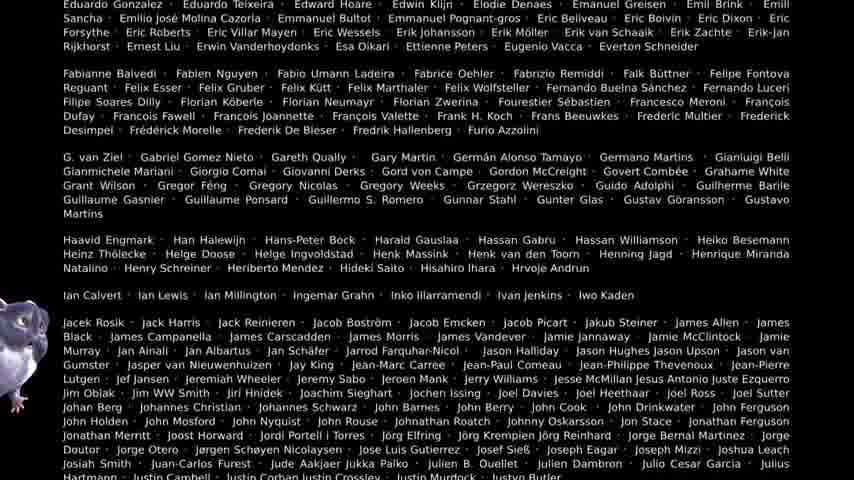 Eduardo Gonzalez · Eduardo Teixeira · Edward Hoare · Edwin Klijn · Elodie Denaes · Emanuel Greisen · Emil Brink · Emill
Sancha · Emilio josé Molina Cazorla · Emmanuel Bultot · Emmanuel Pognant-gros · Eric Beliveau · Eric Boivin · Eric Dixon · Eric
Forsythe · Eric Roberts · Eric Villar Mayen · Eric Wessels · Erik Johansson · Erik Möller · Erik van Schaaik · Erik Zachte · Erik-Jan
Rijkhorst · Ernest Liu · Erwin Vanderhoydonks · Esa Oikari · Ettienne Peters · Eugenio Vacca · Everton Schneider
Fabianne Balvedi · Fabien Nguyen · Fabio Umann Ladeira · Fabrice Oehler · Fabrizio Remiddi · Falk Büttner · Felipe Fontova
Reguant · Felix Esser · Felix Gruber · Felix Kütt · Felix Marthaler · Felix Wolfsteller · Fernando Buelna Sánchez · Fernando Luceri
Filipe Soares Dilly · Florian Köberle · Florian Neumayr · Florian Zwerina · Fourestier Sébastien · Francesco Meroni · François
Dufay · Francois Fawell · Francois Joannette · François Valette · Frank H. Koch · Frans Beeuwkes · Frederic Multier · Frederick
Desimpel · Frédérick Morelle · Frederik De Bleser · Fredrik Hallenberg · Furio Azzolini
G. van Ziel · Gabriel Gomez Nieto · Gareth Qually · Gary Martin · Germán Alonso Tamayo · Germano Martins · Gianluigi Belli
Gianmichele Mariani · Giorgio Comai · Giovanni Derks · Gord von Campe · Gordon McCreight · Govert Combée · Grahame White
Grant Wilson · Gregor Féng · Gregory Nicolas · Gregory Weeks · Grzegorz Wereszko · Guido Adolphi · Guilherme Barile
Guillaume Gasnier · Guillaume Ponsard · Guillermo S. Romero · Gunnar Stahl · Gunter Glas · Gustav Göransson · Gustavo
Martins
Haavid Engmark · Han Halewijn · Hans-Peter Bock · Harald Gauslaa · Hassan Gabru · Hassan Williamson · Heiko Besemann
Heinz Thölecke · Helge Doose · Helge Ingvoldstad · Henk Massink · Henk van den Toorn · Henning Jagd · Henrique Miranda
Natalino · Henry Schreiner · Heriberto Mendez · Hideki Saito · Hisahiro Ihara · Hrvoje Andrun
Ian Calvert · Ian Lewis · Ian Millington · Ingemar Grahn · Inko Illarramendi · Ivan Jenkins · Iwo Kaden
Jacek Rosik · Jack Harris · Jack Reinieren · Jacob Boström · Jacob Emcken · Jacob Picart · Jakub Steiner · James Allen · James
Black · James Campanella · James Carscadden · James Morris · James Vandever · Jamie Jannaway · Jamie McClintock · Jamie
Murray · Jan Ainali · Jan Albartus · Jan Schäfer · Jarrod Farquhar-Nicol · Jason Halliday · Jason Hughes Jason Upson · Jason van
Gumster · Jasper van Nieuwenhuizen · Jay King · Jean-Marc Carree · Jean-Paul Comeau · Jean-Philippe Thevenoux · Jean-Pierre
Lutgen · Jef Jansen · Jeremiah Wheeler · Jeremy Sabo · Jeroen Mank · Jerry Williams · Jesse McMillan Jesus Antonio Juste Ezquerro
Jim Oblak · Jim WW Smith · Jirí Hnídek · Joachim Sieghart · Jochen Issing · Joel Davies · Joel Heethaar · Joel Ross · Joel Sutter
Johan Berg · Johannes Christian · Johannes Schwarz · John Barnes · John Berry · John Cook · John Drinkwater · John Ferguson
John Holden · John Mosford · John Nyquist · John Rouse · Johnathan Roatch · Johnny Oskarsson · Jon Stace · Jonathan Ferguson
Jonathan Merritt · Joost Horward · Jordi Portell i Torres · Jörg Elfring · Jörg Krempien Jörg Reinhard · Jorge Bernal Martinez · Jorge
Doutor · Jorge Otero · Jørgen Schøyen Nicolaysen · Jose Luis Gutierrez · Josef Sieß · Joseph Eagar · Joseph Mizzi · Joshua Leach
Josiah Smith · Juan-Carlos Furest · Jude Aakjaer Jukka Palko · Julien B. Ouellet · Julien Dambron · Julio Cesar Garcia · Julius
Hartmann · Justin Cambell · Justin Corban Justin Crossley · Justin Murdock · Justyn Butler